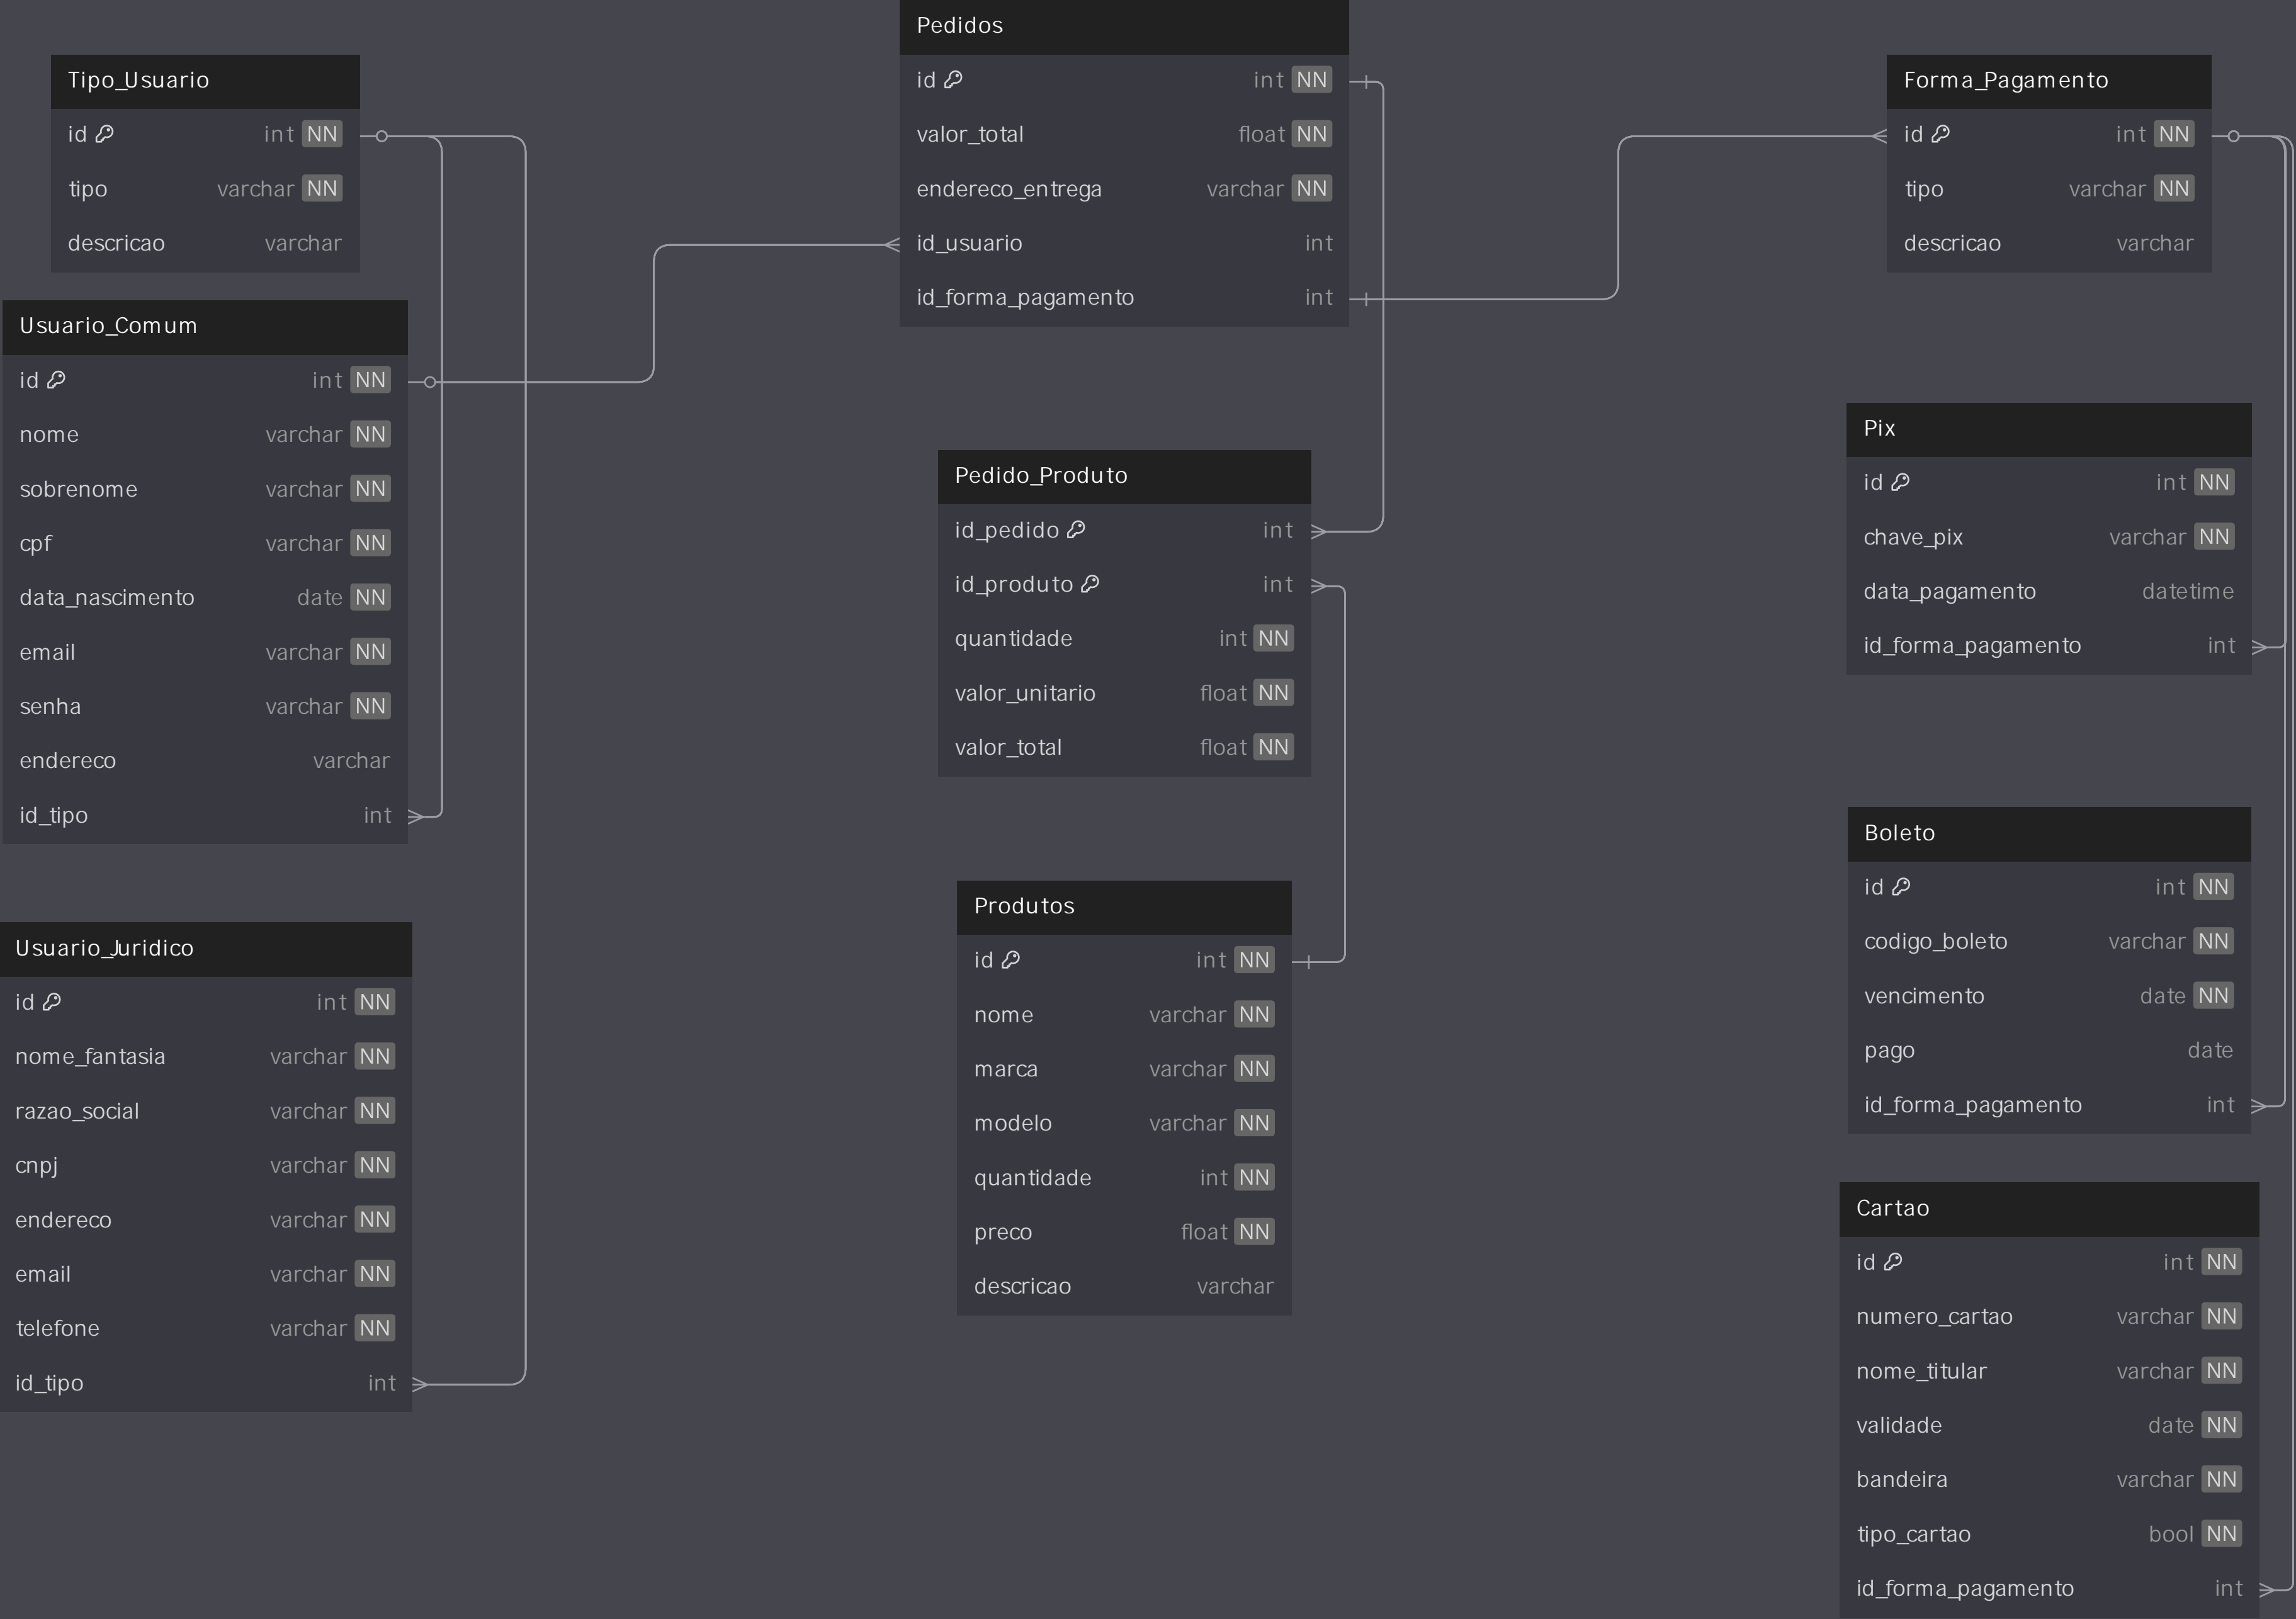 Tipo_Usuario
id int NN
tipo varchar NN
descricao varchar
Usuario_Comum
id int NN
nome varchar NN
sobrenome varchar NN
cpf varchar NN
data_nascimento date NN
email varchar NN
senha varchar NN
endereco varchar
id_tipo int
Usuario_Juridico
id int NN
nome_fantasia varchar NN
razao_social varchar NN
cnpj varchar NN
endereco varchar NN
email varchar NN
telefone varchar NN
id_tipo int
Pedidos
id int NN
valor_total float NN
endereco_entrega varchar NN
id_usuario int
id_forma_pagamento int
Pedido_Produto
id_pedido int
id_produto int
quantidade int NN
valor_unitario float NN
valor_total float NN
Produtos
id int NN
nome varchar NN
marca varchar NN
modelo varchar NN
quantidade int NN
preco float NN
descricao varchar
Forma_Pagamento
id int NN
tipo varchar NN
descricao varchar
Pix
id int NN
chave_pix varchar NN
data_pagamento datetime
id_forma_pagamento int
Boleto
id int NN
codigo_boleto varchar NN
vencimento date NN
pago date
id_forma_pagamento int
Cartao
id int NN
numero_cartao varchar NN
nome_titular varchar NN
validade date NN
bandeira varchar NN
tipo_cartao bool NN
id_forma_pagamento int